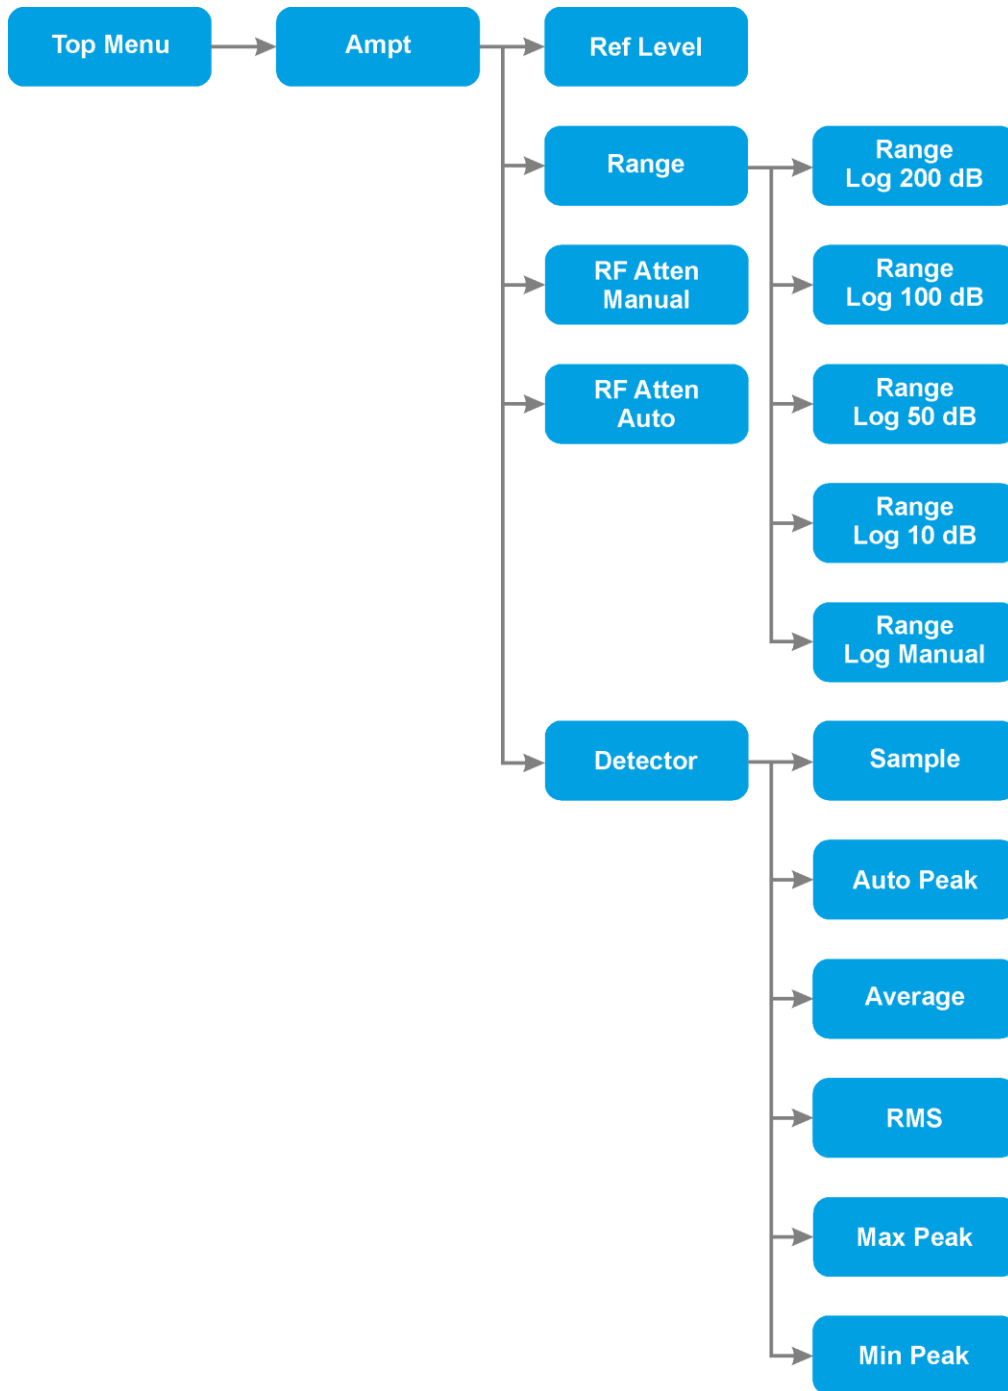 Top Menu
Ampt
Ref Level
Range
Range
Log 200 dB
RF Atten
Manual
Range
Log 100 dB
RF Atten
Auto
Range
Log 50 dB
Range
Log 10 dB
Range
Log Manual
Detector
Sample
Auto Peak
Average
RMS
Max Peak
Min Peak